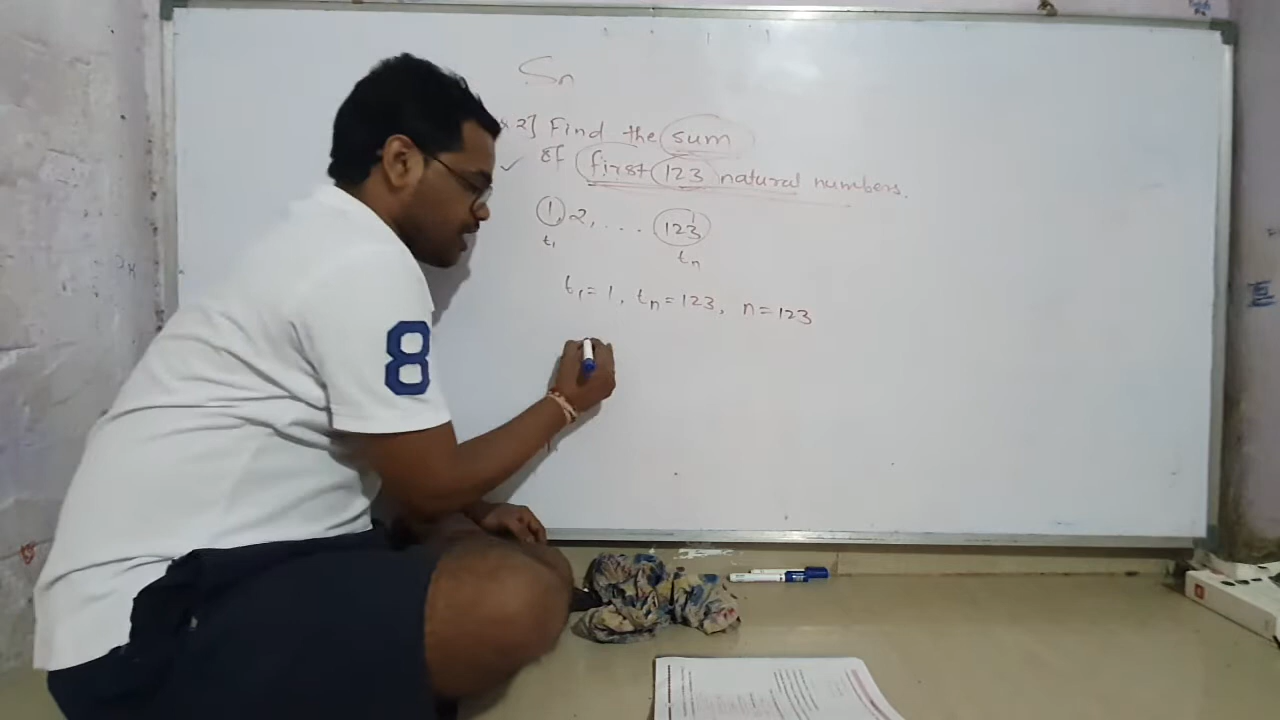 Sn
2] Find the sum
of first 123 natural numbers.
1, 2, ... 123
t₁ tₙ
t₁ = 1, tₙ = 123, n = 123
8